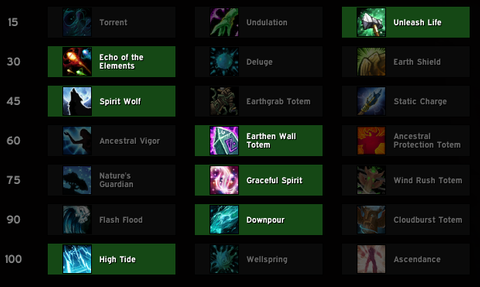 15 Torrent Undulation Unleash Life
30 Echo of the Elements Deluge Earth Shield
45 Spirit Wolf Earthgrab Totem Static Charge
60 Ancestral Vigor Earthen Wall Totem Ancestral Protection Totem
75 Nature's Guardian Graceful Spirit Wind Rush Totem
90 Flash Flood Downpour Cloudburst Totem
100 High Tide Wellspring Ascendance